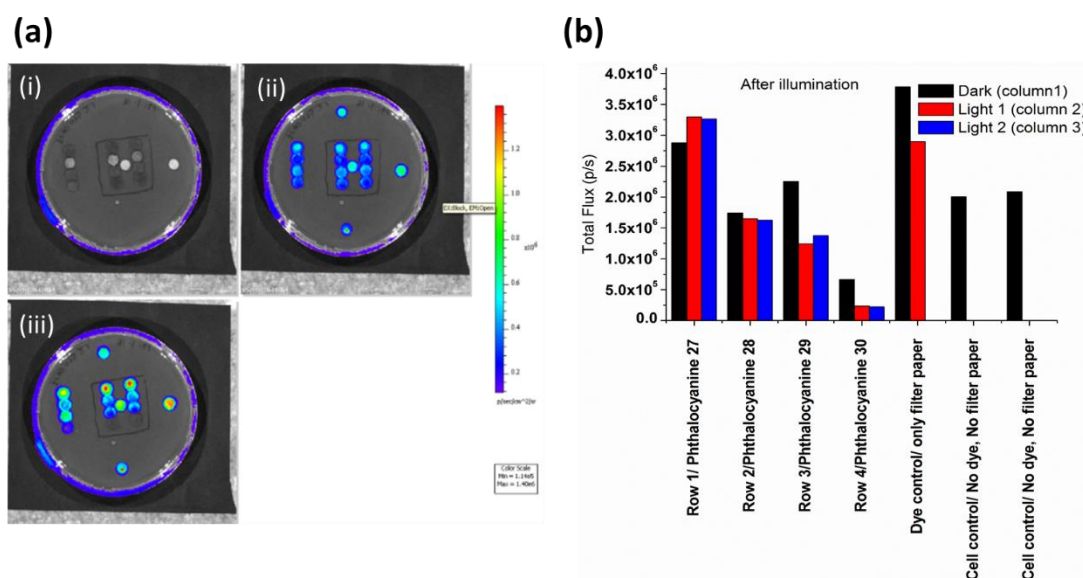 (a)
(i)
(ii)
(iii)
1.2
1.0
0.8
0.6
0.4
0.2
x10⁶
p/sec/cm^2/sr
Color Scale
Min = 1.14e5
Max = 1.40e6
(b)
After illumination
Dark (column1)
Light 1 (column 2)
Light 2 (column 3)
Total Flux (p/s)
4.0x10⁶
3.5x10⁶
3.0x10⁶
2.5x10⁶
2.0x10⁶
1.5x10⁶
1.0x10⁶
5.0x10⁵
0.0
Row 1/ Phthalocyanine 27
Row 2/Phthalocyanine 28
Row 3/Phthalocyanine 29
Row 4/Phthlocyanine 30
Dye control/ only filter paper
Cell control/ No dye, No filter paper
Cell control/ No dye, No filter paper